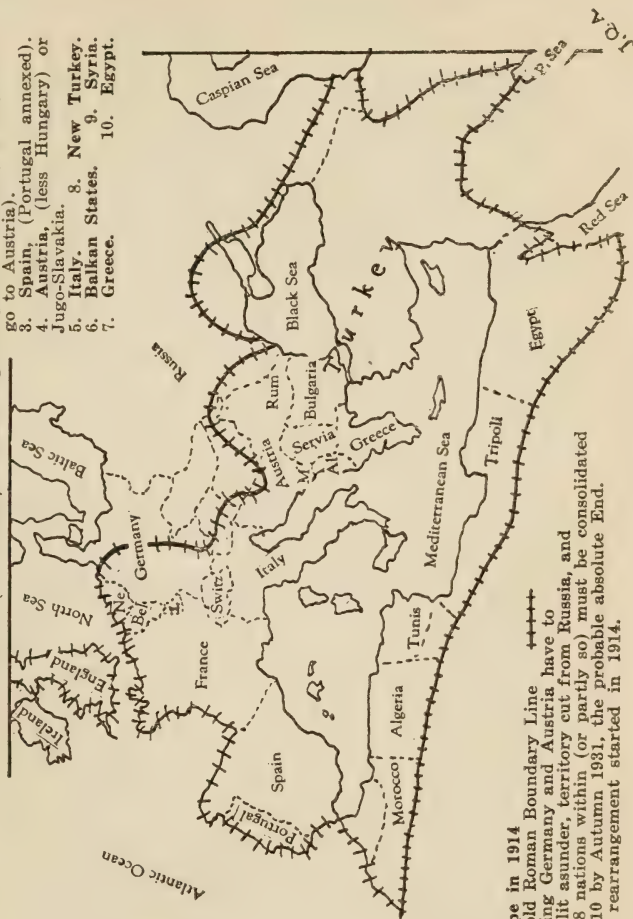 go to Austria).
3. Spain, (Portugal annexed).
4. Austria, (less Hungary) or
Jugo-Slavakia.
5. Italy. 8. New Turkey.
6. Balkan States. 9. Syria.
7. Greece. 10. Egypt.
Baltic Sea
North Sea
Ireland
England
Russia
Germany
Ne
Bel
France
Switz
Austria
Rum
Bulgaria
Servia
M
Al
Greece
Italy
Black Sea
Caspian Sea
Turkey
Atlantic Ocean
Portugal
Spain
Mediterranean Sea
Morocco
Algeria
Tunis
Tripoli
Egypt
Red Sea
P. Sea
e in 1914
ld Roman Boundary Line
ng Germany and Austria have to
lit asunder, territory cut from Russia, and
8 nations within (or partly so) must be consolidated
10 by Autumn 1931, the probable absolute End.
rearrangement started in 1914.